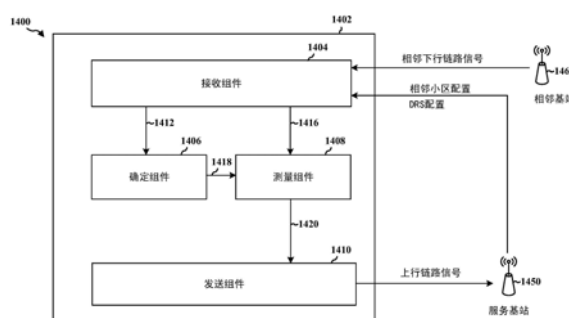 1400
1402
1404
接收组件
相邻下行链路信号
146
相邻基站
相邻小区配置
DRS配置
1412
1416
1406
1418
1408
确定组件
测量组件
1420
1410
发送组件
上行链路信号
1450
服务基站